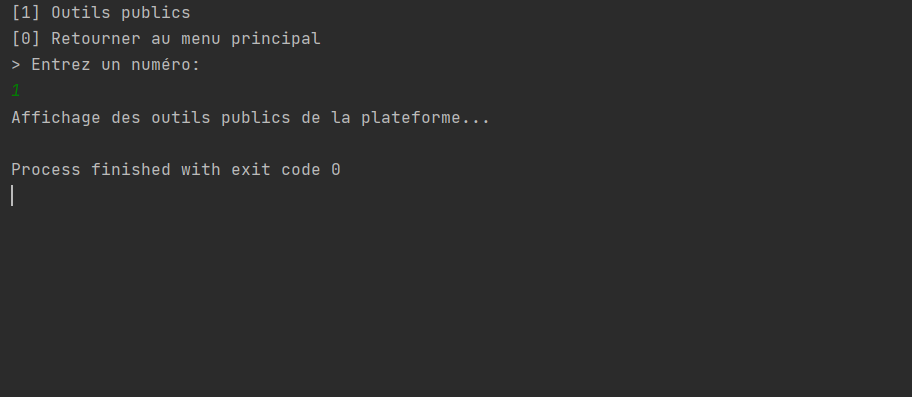 [1] Outils publics
[0] Retourner au menu principal
> Entrez un numéro:
1
Affichage des outils publics de la plateforme...
Process finished with exit code 0